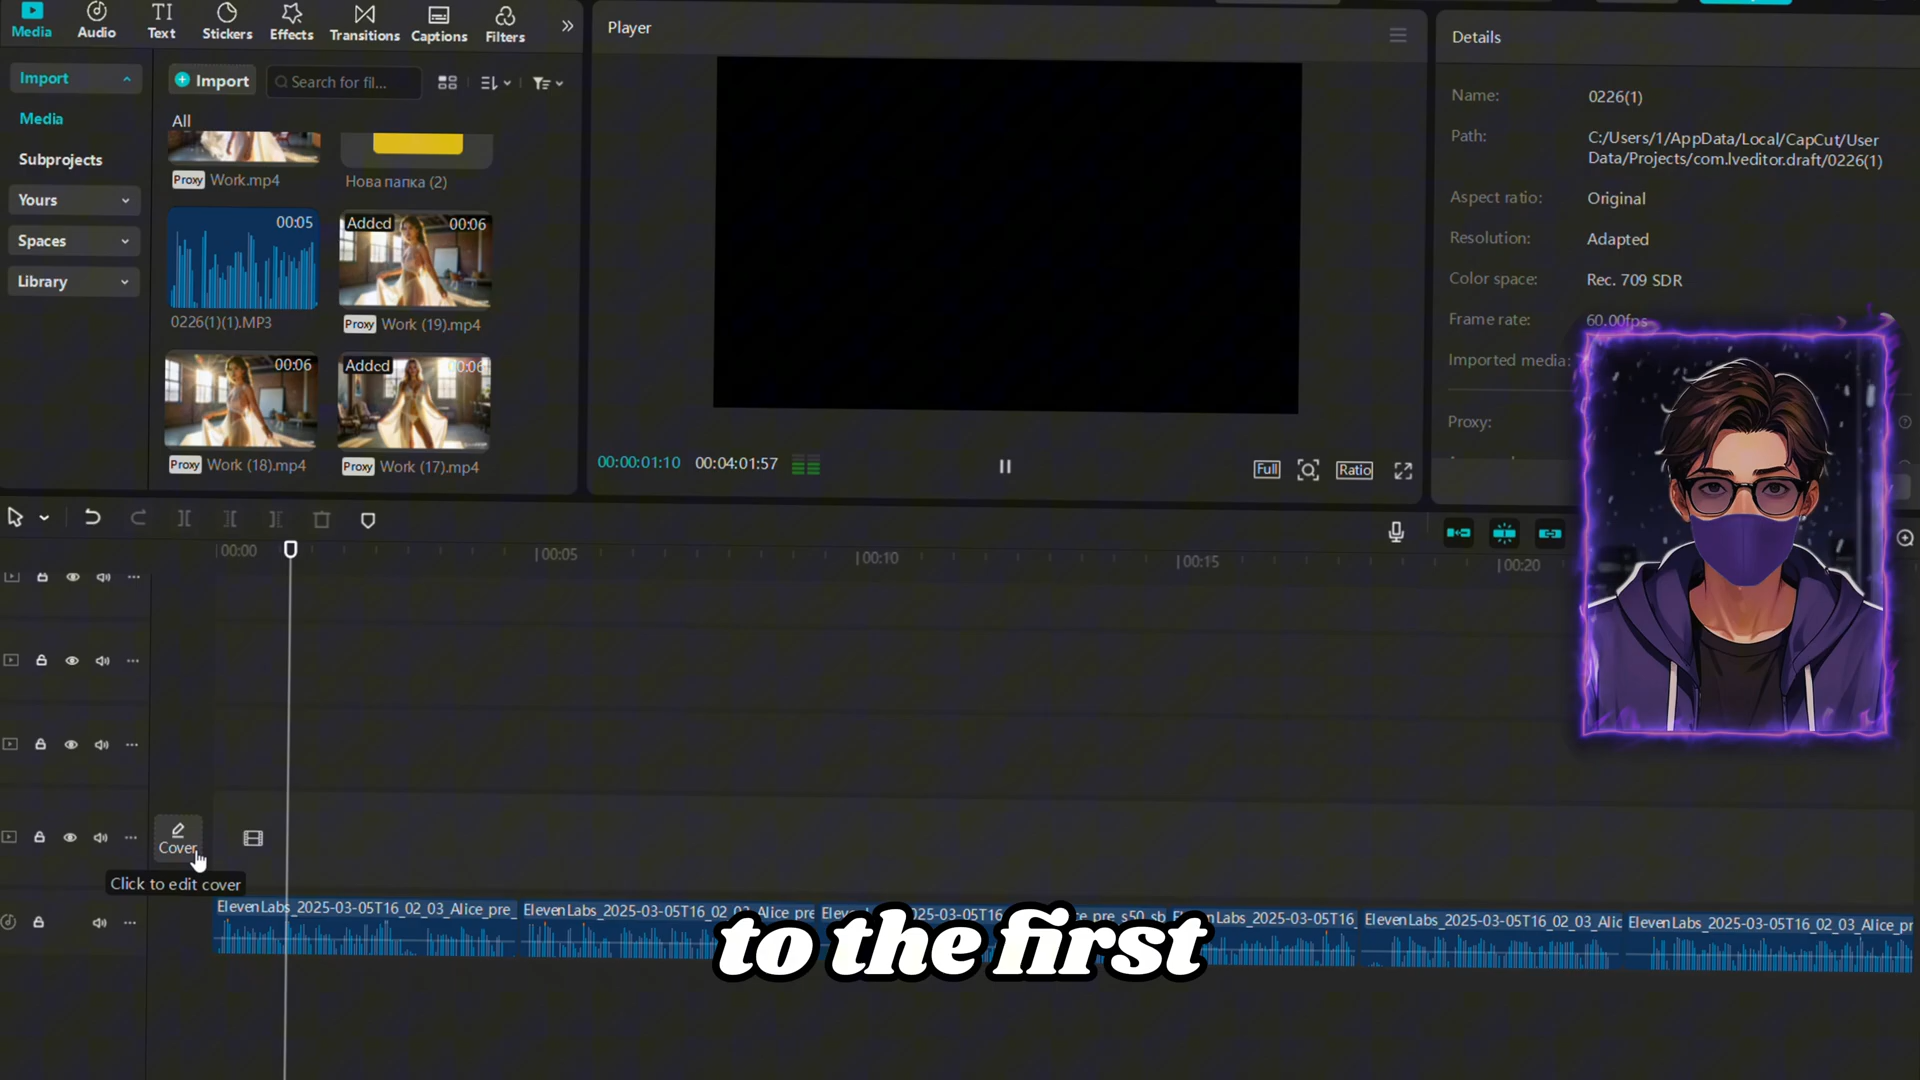 Media
Audio
Text
Stickers
Effects
Transitions
Captions
Filters
Player
Details
Import
Media
Subprojects
Yours
Spaces
Library
Import
Search for fil...
All
Proxy Work.mp4
Нова папка (2)
00:05
0226(1)(1).MP3
Added 00:06
Proxy Work (19).mp4
00:06
Proxy Work (18).mp4
Added 00:06
Proxy Work (17).mp4
00:00:01:10 00:04:01:57
Full
Ratio
Name: 0226(1)
Path: C:/Users/1/AppData/Local/CapCut/User
Data/Projects/com.lveditor.draft/0226(1)
Aspect ratio: Original
Resolution: Adapted
Color space: Rec. 709 SDR
Frame rate: 60.00fps
Imported media:
Proxy:
00:00 00:05 00:10 00:15 00:20
Cover
Click to edit cover
ElevenLabs_2025-03-05T16_02_03_Alice_pre_
ElevenLabs_2025-03-05T16_02_03_Alice_pre
ElevenLabs_2025-03-05T16_02_03_Alic
ElevenLabs_2025-03-05T16_02_03_Alice_pr
to the first